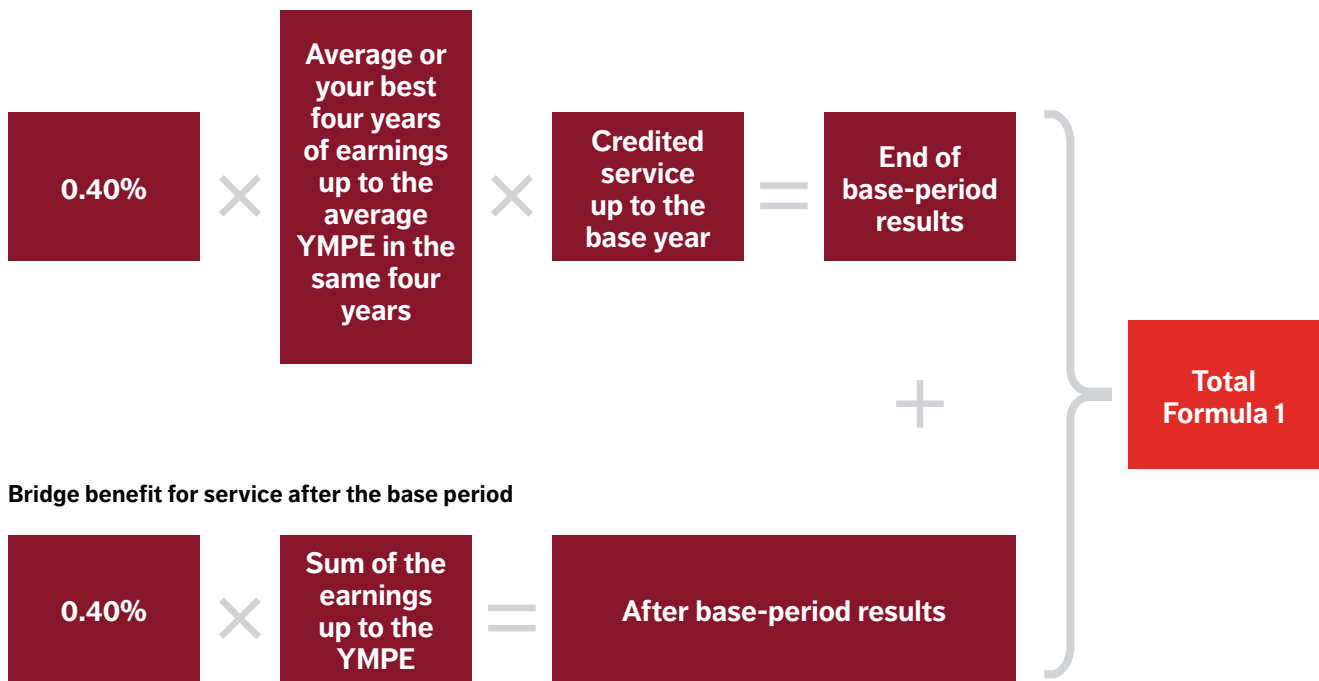 0.40%
×
Average or
your best
four years
of earnings
up to the
average
YMPE in the
same four
years
×
Credited
service
up to the
base year
=
End of
base-period
results
+
Total
Formula 1
Bridge benefit for service after the base period
0.40%
×
Sum of the
earnings
up to the
YMPE
=
After base-period results